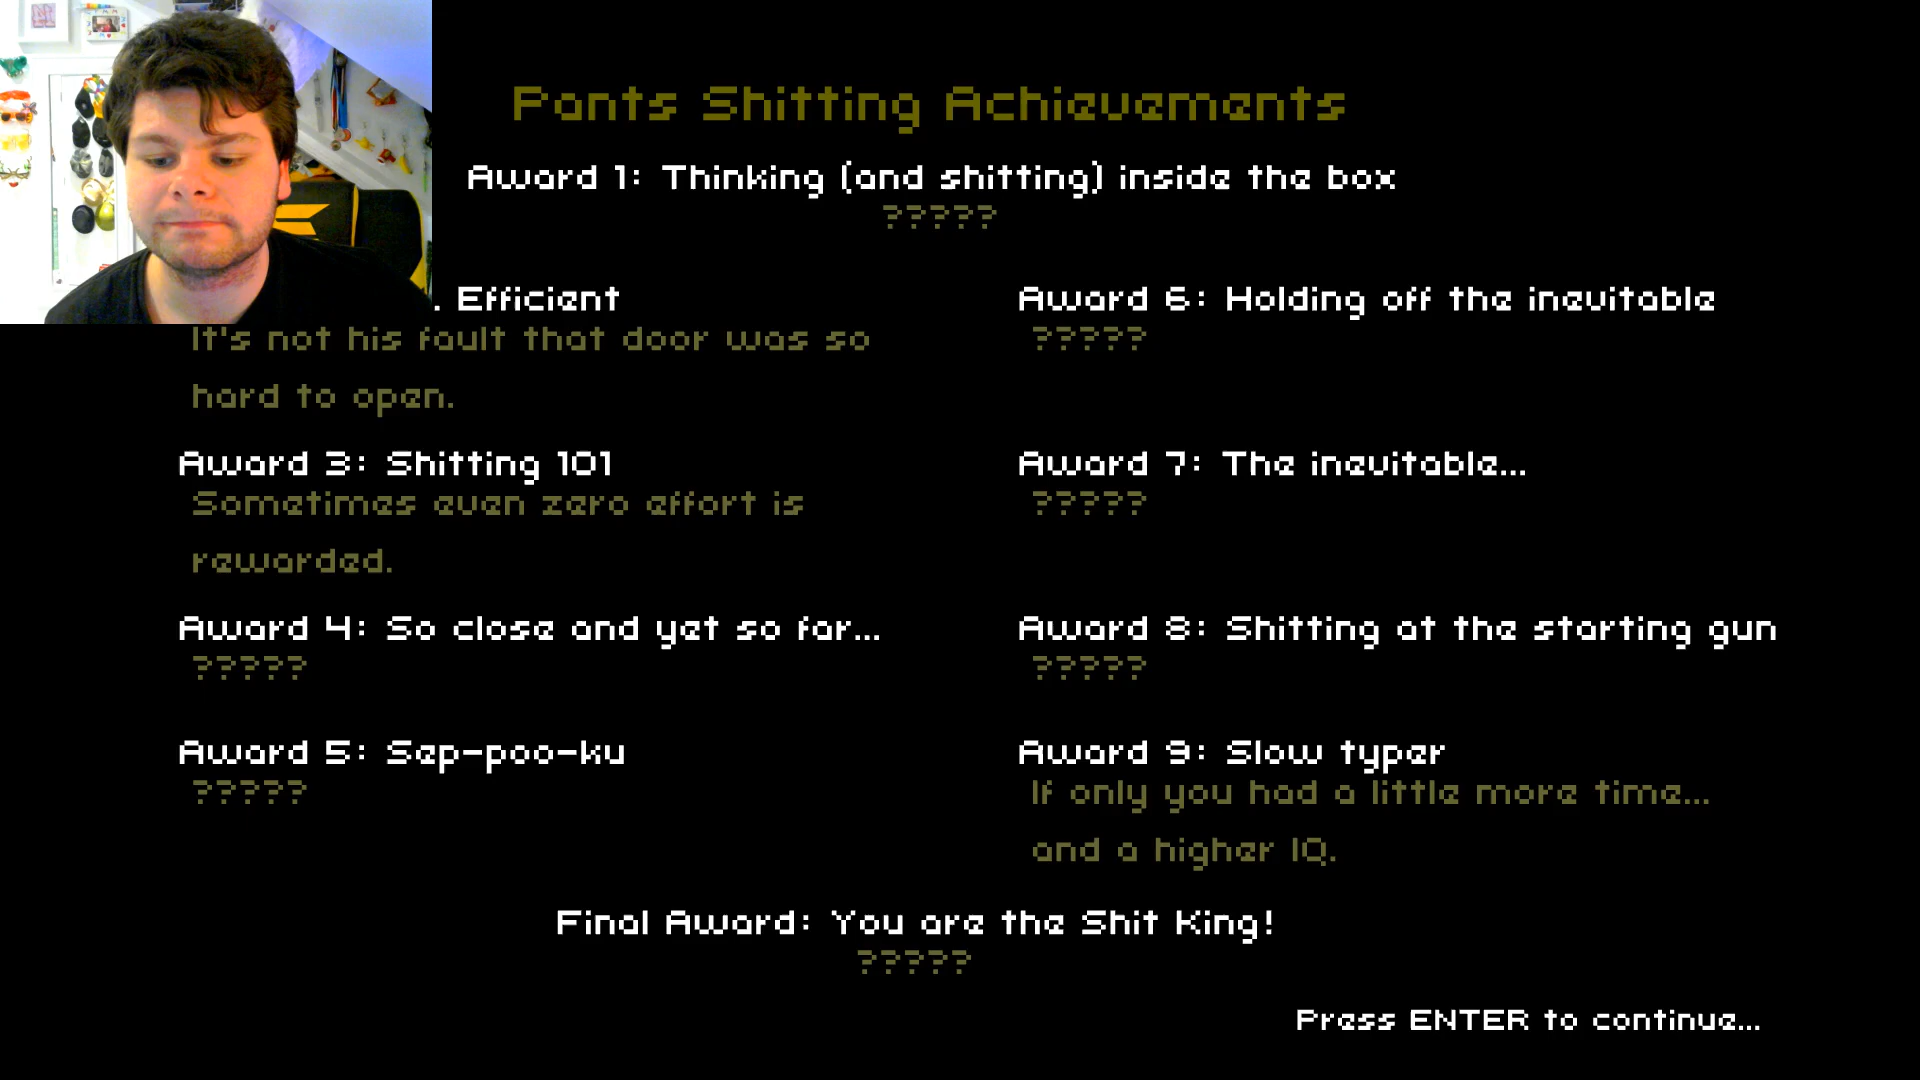 Pants Shitting Achievements
Award 1: Thinking (and shitting) inside the box
?????
. Efficient
It's not his fault that door was so
hard to open.
Award 3: Shitting 101
Sometimes even zero effort is
rewarded.
Award 4: So close and yet so far...
?????
Award 5: Sep-poo-ku
?????
Award 6: Holding off the inevitable
?????
Award 7: The inevitable...
?????
Award 8: Shitting at the starting gun
?????
Award 9: Slow typer
If only you had a little more time...
and a higher IQ.
Final Award: You are the Shit King!
?????
Press ENTER to continue...